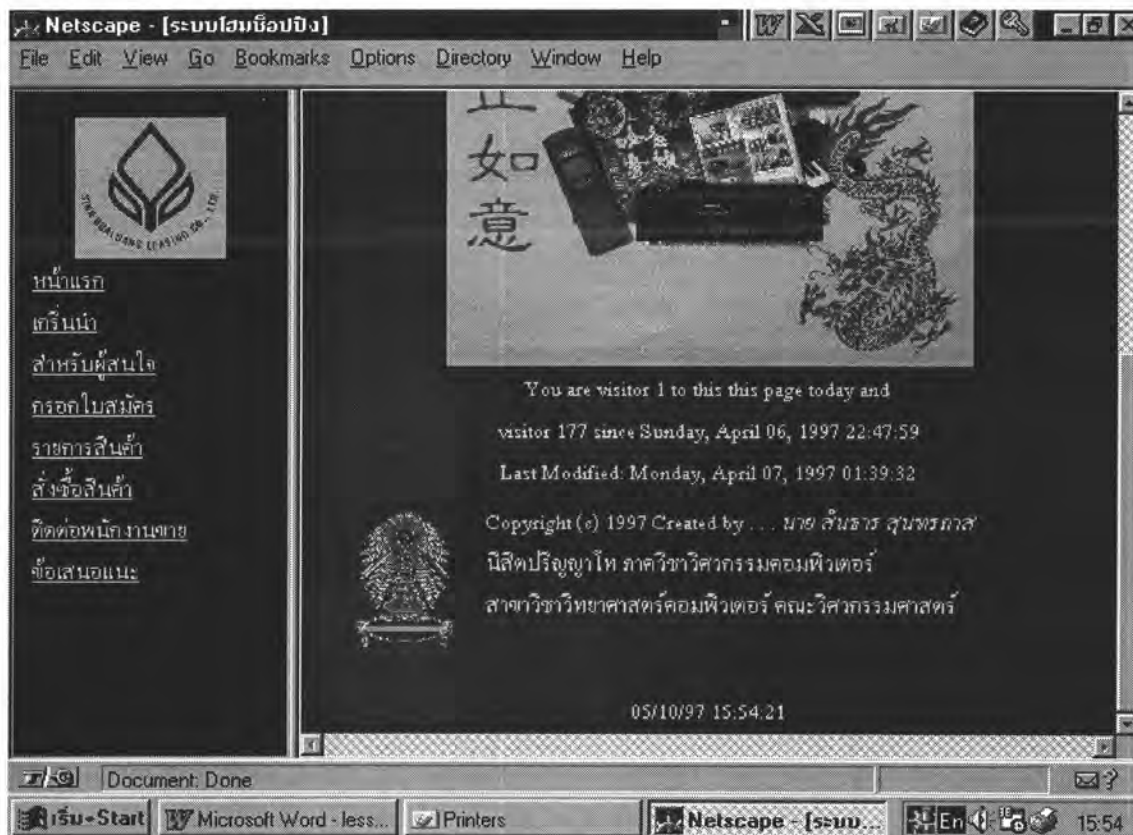 Netscape - [ระบบโฮมช็อปปิง]
File Edit View Go Bookmarks Options Directory Window Help
如
意
LEASING CO., LTD.
หน้าแรก
เกริ่นนำ
สำหรับผู้สนใจ
กรอกใบสมัคร
รายการสินค้า
สั่งซื้อสินค้า
ติดต่อพนักงานขาย
ข้อเสนอแนะ
You are visitor 1 to this this page today and
visitor 177 since Sunday, April 06, 1997 22:47:59
Last Modified: Monday, April 07, 1997 01:39:32
Copyright (c) 1997 Created by . . . นาย สันธาร สุนทรภาส
นิสิตปริญญาโท ภาควิชาวิศวกรรมคอมพิวเตอร์
สาขาวิชาวิทยาศาสตร์คอมพิวเตอร์ คณะวิศวกรรมศาสตร์
05/10/97 15:54:21
Document: Done
เริ่ม+Start Microsoft Word - less... Printers Netscape - [ระบบ... En 15:54